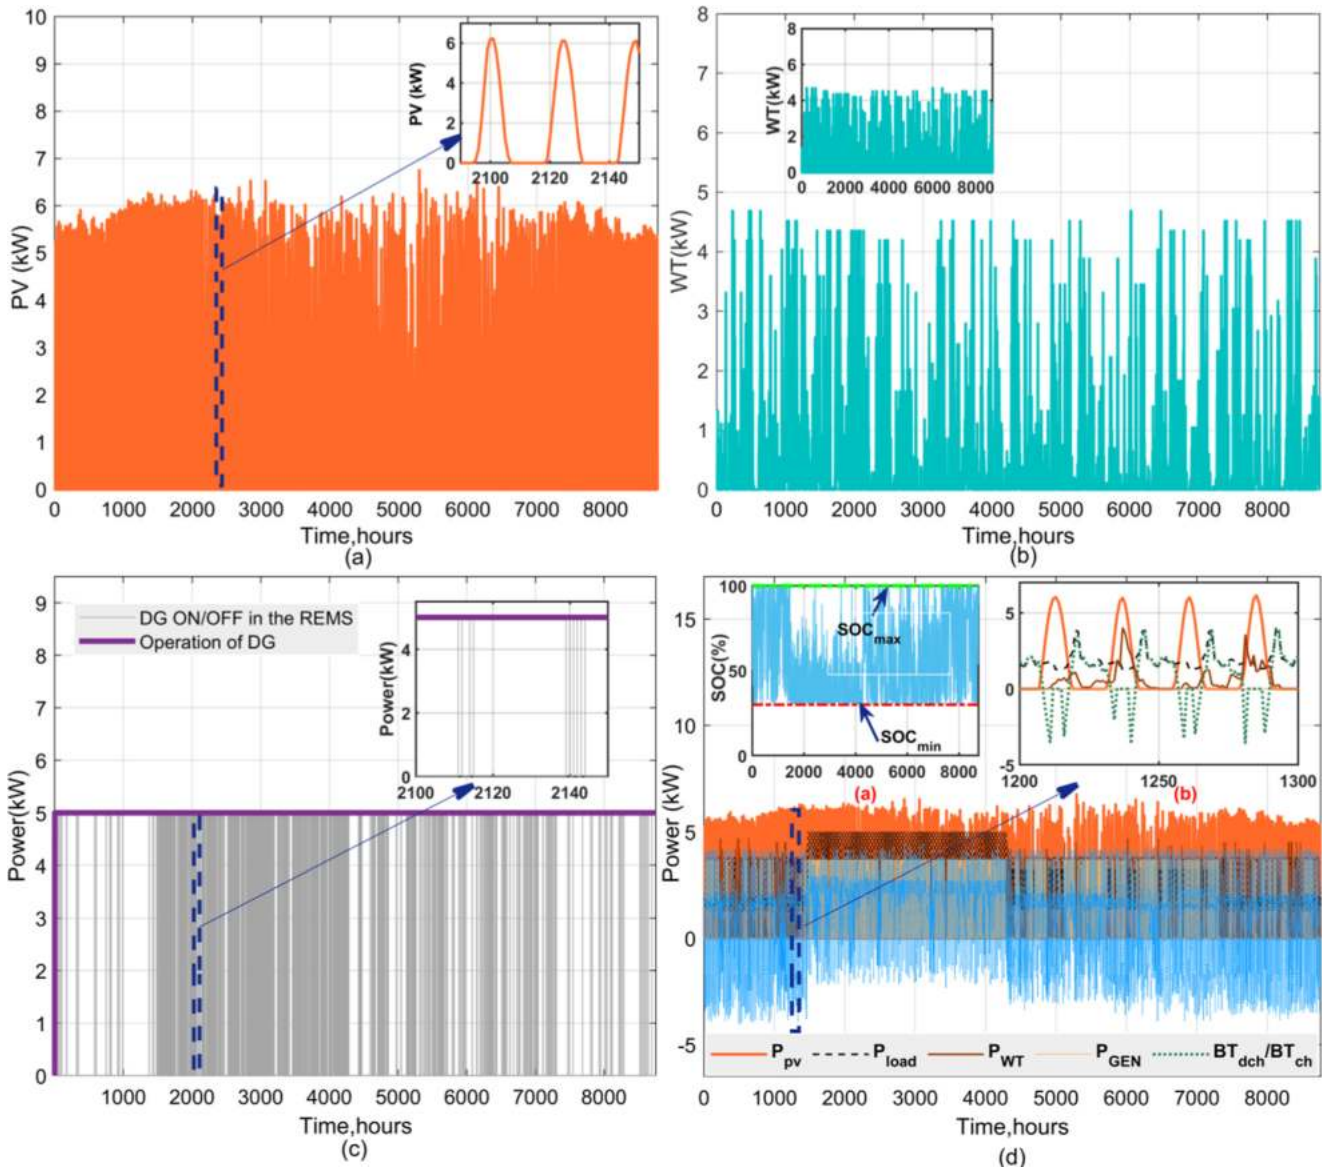 10
9
8
7
6
5
4
3
2
1
0
PV (kW)
0 1000 2000 3000 4000 5000 6000 7000 8000
Time,hours
(a)
6
4
2
0
PV (kW)
2100 2120 2140
8
7
6
5
4
3
2
1
0
WT(kW)
0 1000 2000 3000 4000 5000 6000 7000 8000
Time,hours
(b)
8
6
4
2
0
WT(kW)
0 2000 4000 6000 8000
9
8
7
6
5
4
3
2
1
0
Power(kW)
DG ON/OFF in the REMS
Operation of DG
1000 2000 3000 4000 5000 6000 7000 8000
Time,hours
(c)
4
2
0
Power(kW)
2100 2120 2140
15
10
5
0
-5
Power (kW)
100
50
0
SOC(%)
SOCmax
SOCmin
0 2000 4000 6000 8000
(a)
5
0
-5
1200 1250 1300
(b)
Ppv Pload PWT PGEN BTdch/BTch
0 1000 2000 3000 4000 5000 6000 7000 8000
Time,hours
(d)